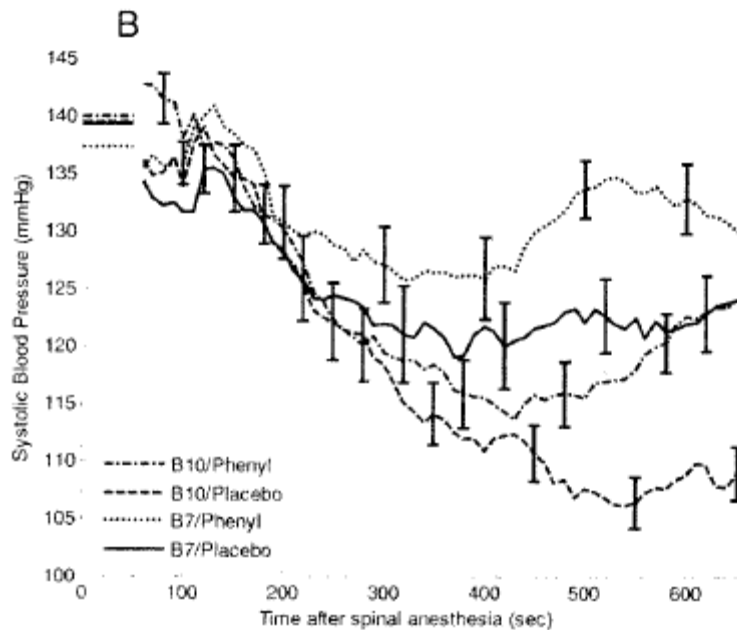 B
145
140
135
130
125
120
115
110
105
100
Systolic Blood Pressure (mmHg)
B10/Phenyl
B10/Placebo
B7/Phenyl
B7/Placebo
0 100 200 300 400 500 600
Time after spinal anesthesia (sec)